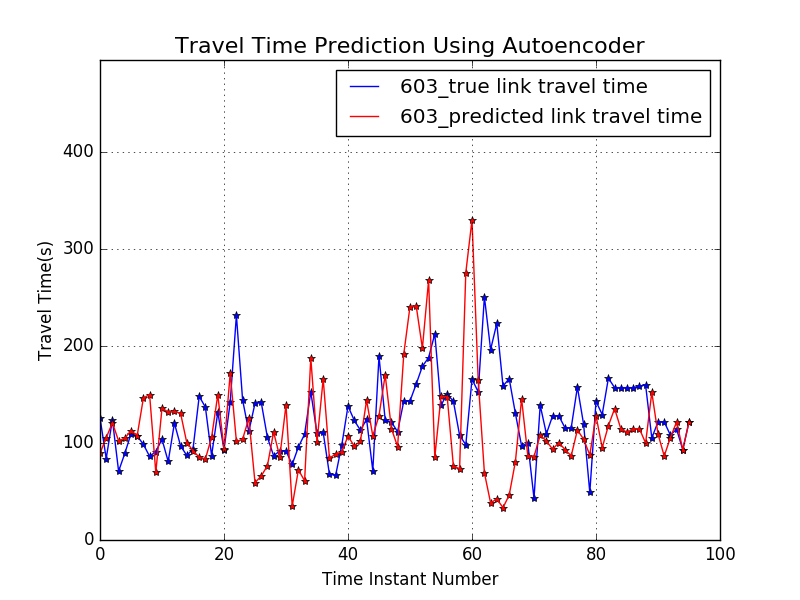 Travel Time Prediction Using Autoencoder
603_true link travel time
603_predicted link travel time
400
300
200
100
0
Travel Time(s)
0 20 40 60 80 100
Time Instant Number